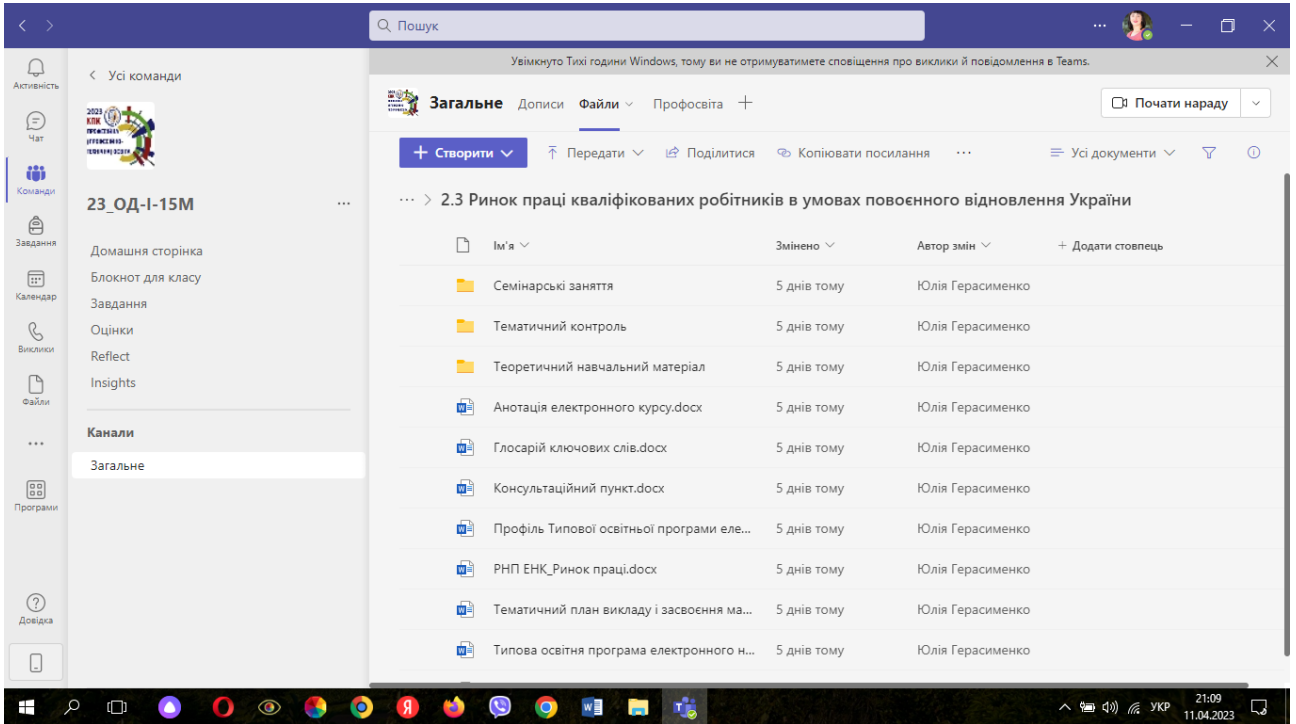 Пошук
Увімкнуто Тихі години Windows, тому ви не отримуватимете сповіщення про виклики й повідомлення в Teams.
Активність
Чат
Команди
Завдання
Календар
Виклики
Файли
Програми
Довідка
Усі команди
2023
КПК
23_ОД-І-15М
Домашня сторінка
Блокнот для класу
Завдання
Оцінки
Reflect
Insights
Канали
Загальне
Загальне Дописи Файли Профосвіта
Почати нараду
Створити Передати Поділитися Копіювати посилання Усі документи
2.3 Ринок праці кваліфікованих робітників в умовах повоєнного відновлення України
Ім'я Змінено Автор змін Додати стовпець
Семінарські заняття 5 днів тому Юлія Герасименко
Тематичний контроль 5 днів тому Юлія Герасименко
Теоретичний навчальний матеріал 5 днів тому Юлія Герасименко
Анотація електронного курсу.docx 5 днів тому Юлія Герасименко
Глосарій ключових слів.docx 5 днів тому Юлія Герасименко
Консультаційний пункт.docx 5 днів тому Юлія Герасименко
Профіль Типової освітньої програми еле... 5 днів тому Юлія Герасименко
РНП ЕНК_Ринок праці.docx 5 днів тому Юлія Герасименко
Тематичний план викладу і засвоєння ма... 5 днів тому Юлія Герасименко
Типова освітня програма електронного н... 5 днів тому Юлія Герасименко
УКР
21:09
11.04.2023